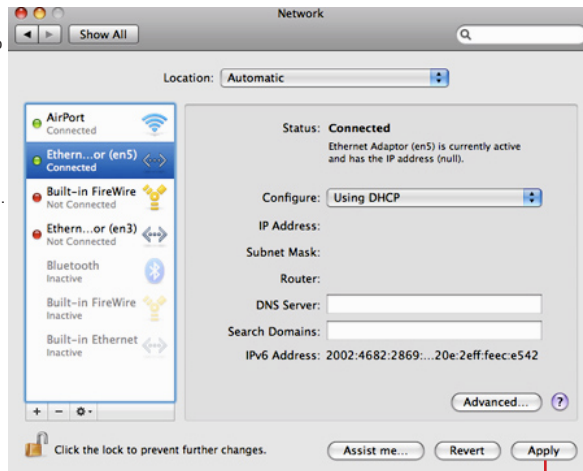 Network
Show All
Location: Automatic
AirPort
Connected
Ethern...or (en5)
Connected
Built-in FireWire
Not Connected
Ethern...or (en3)
Not Connected
Bluetooth
Inactive
Built-in FireWire
Inactive
Built-in Ethernet
Inactive
Status: Connected
Ethernet Adaptor (en5) is currently active
and has the IP address (null).
Configure: Using DHCP
IP Address:
Subnet Mask:
Router:
DNS Server:
Search Domains:
IPv6 Address: 2002:4682:2869:...20e:2eff:feec:e542
Advanced... ?
+ -
Click the lock to prevent further changes.
Assist me... Revert Apply